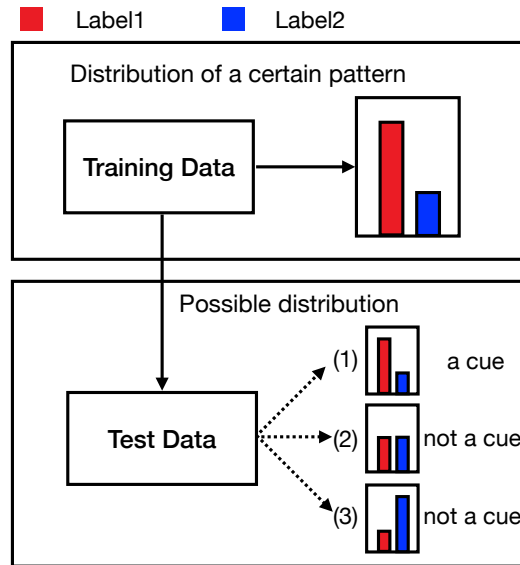 Label1 Label2
Distribution of a certain pattern
Training Data
Possible distribution
(1) a cue
Test Data
(2) not a cue
(3) not a cue